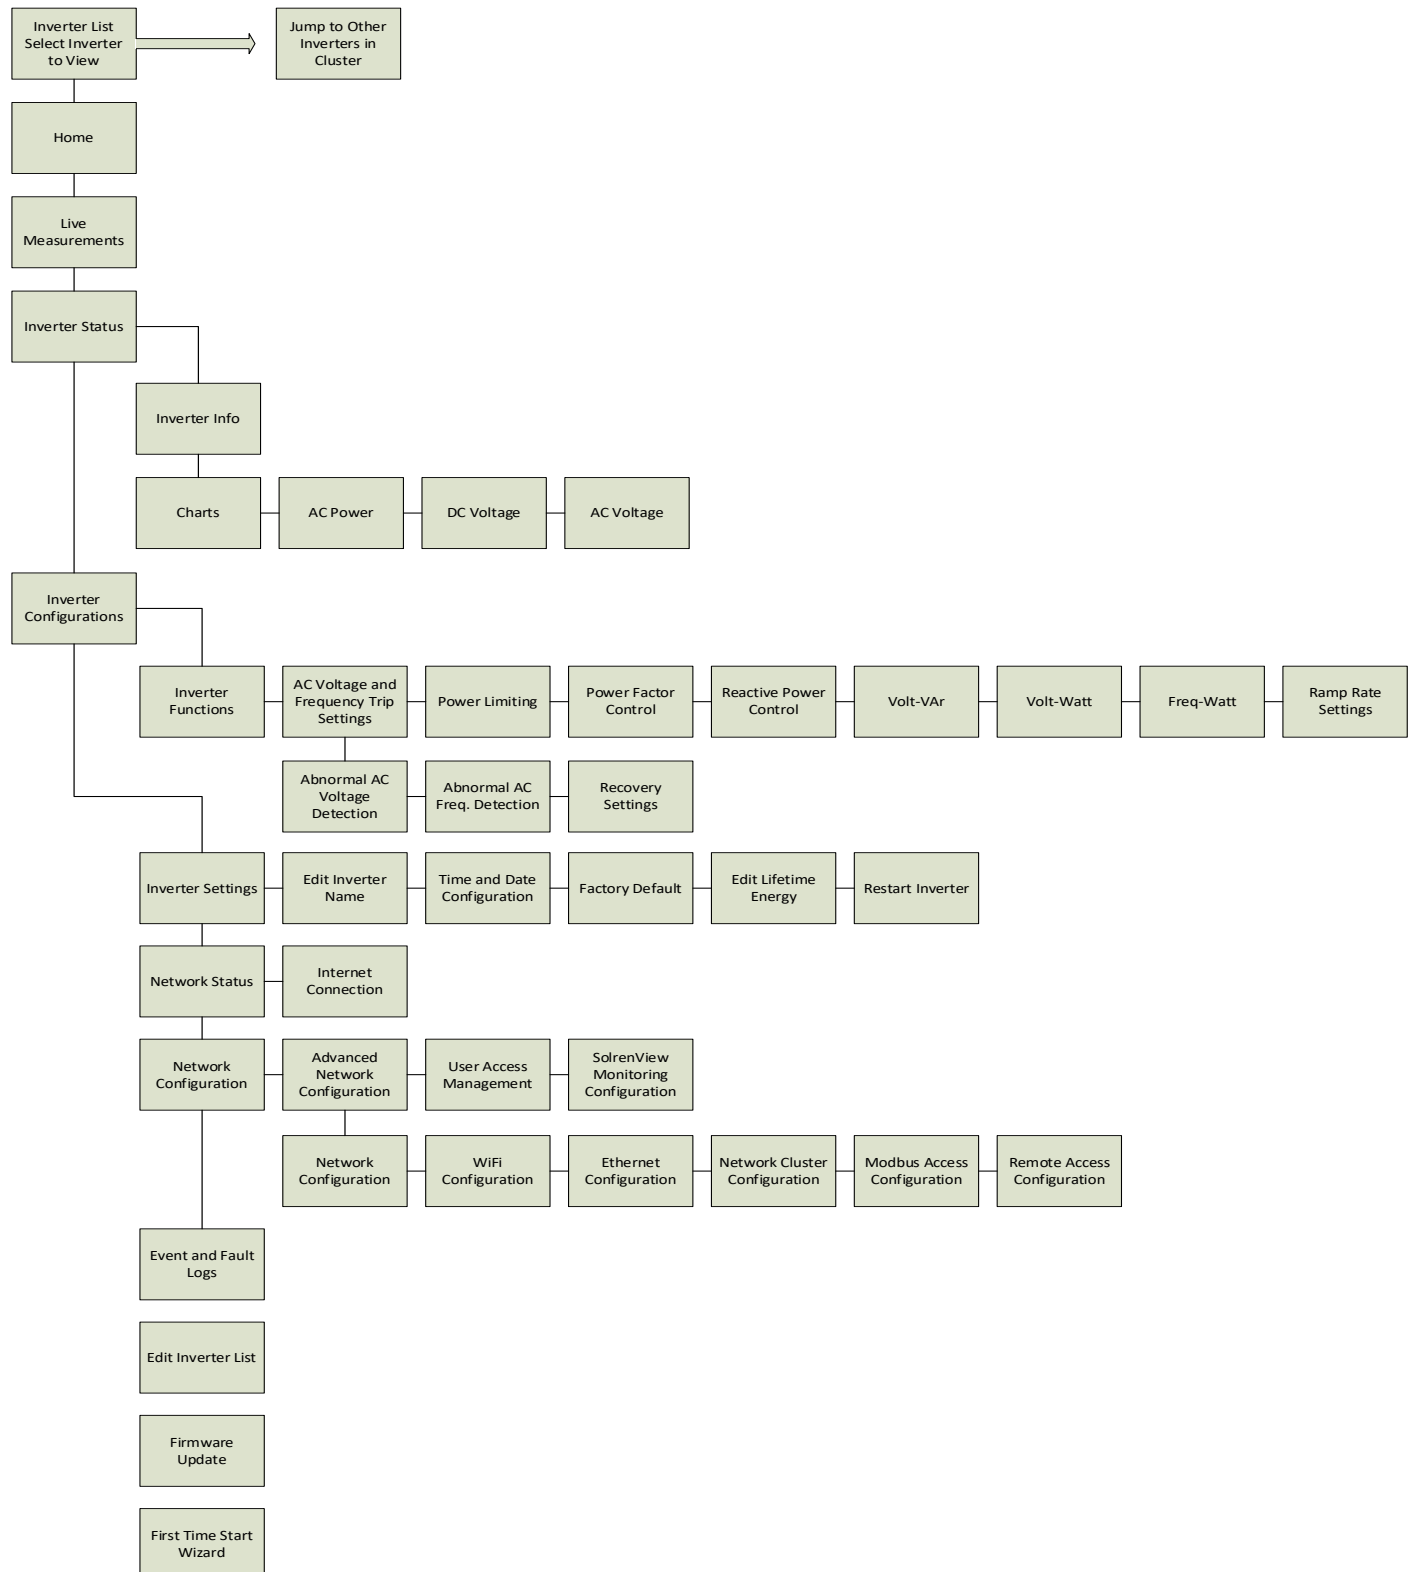 Inverter List
Select Inverter
to View
Jump to Other
Inverters in
Cluster
Home
Live
Measurements
Inverter Status
Inverter Info
Charts
AC Power
DC Voltage
AC Voltage
Inverter
Configurations
Inverter
Functions
AC Voltage and
Frequency Trip
Settings
Power Limiting
Power Factor
Control
Reactive Power
Control
Volt-VAr
Volt-Watt
Freq-Watt
Ramp Rate
Settings
Abnormal AC
Voltage
Detection
Abnormal AC
Freq. Detection
Recovery
Settings
Inverter Settings
Edit Inverter
Name
Time and Date
Configuration
Factory Default
Edit Lifetime
Energy
Restart Inverter
Network Status
Internet
Connection
Network
Configuration
Advanced
Network
Configuration
User Access
Management
SolrenView
Monitoring
Configuration
Network
Configuration
WiFi
Configuration
Ethernet
Configuration
Network Cluster
Configuration
Modbus Access
Configuration
Remote Access
Configuration
Event and Fault
Logs
Edit Inverter List
Firmware
Update
First Time Start
Wizard